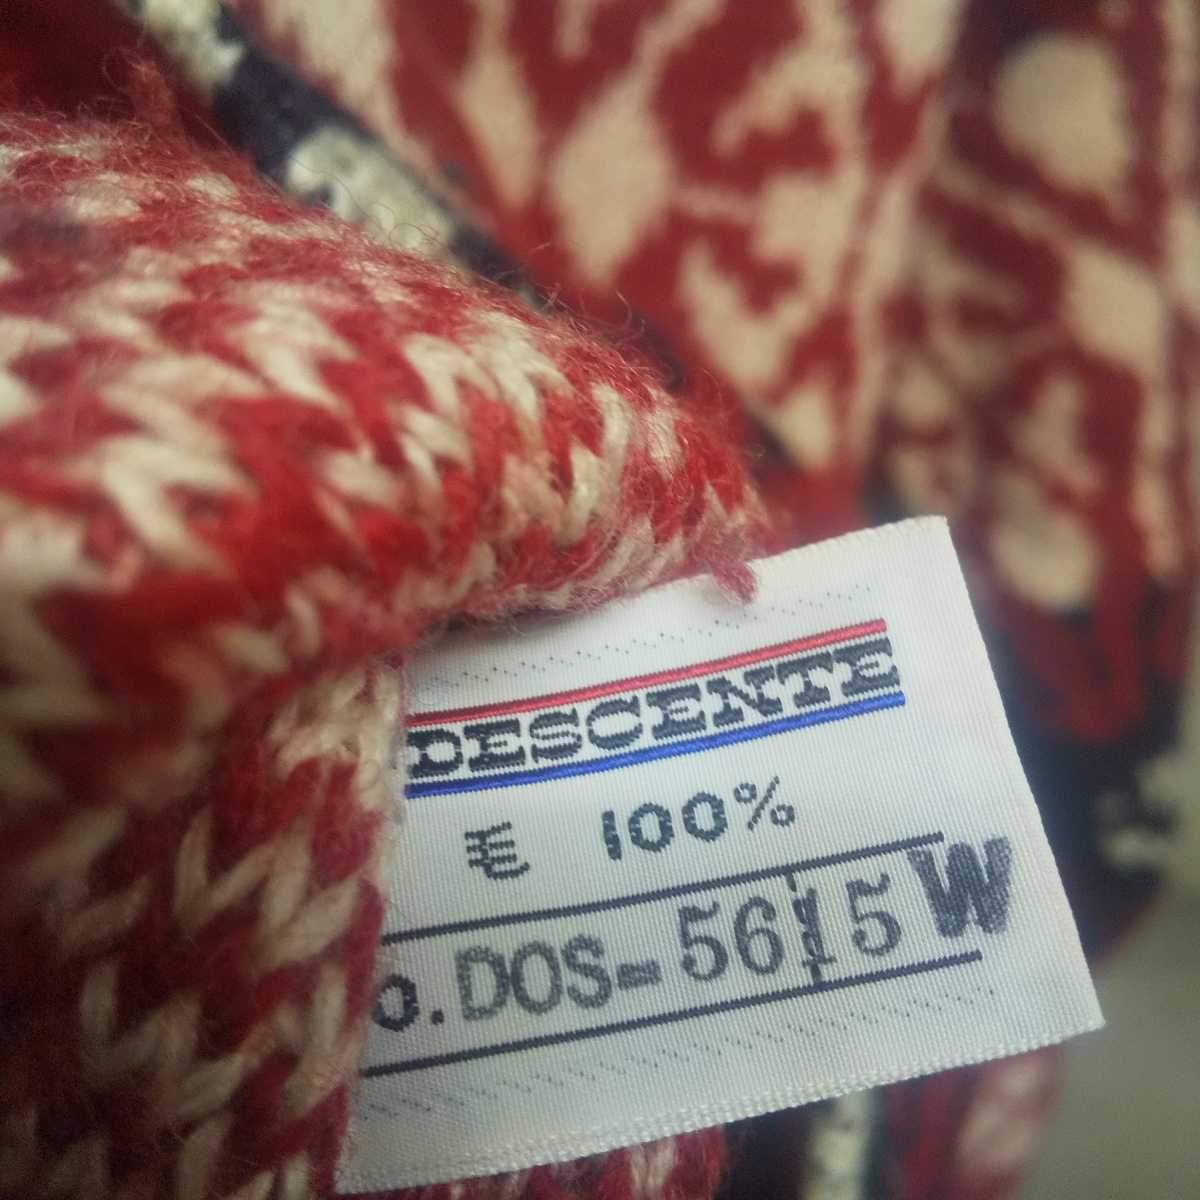 DESCENTE
毛 100%
o. DOS-5615W